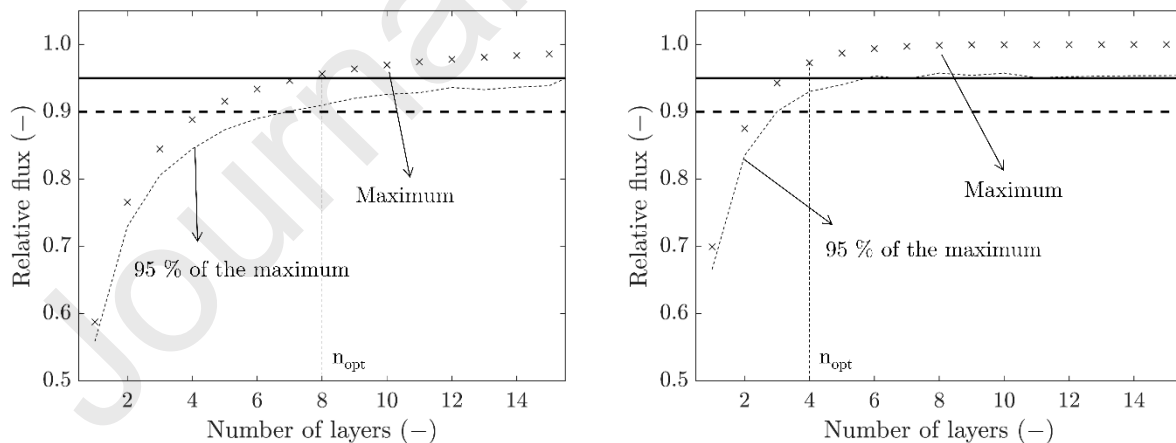 Journa
Relative flux (−)
1.0
0.9
0.8
0.7
0.6
0.5
Maximum
95 % of the maximum
n_opt
2 4 6 8 10 12 14
Number of layers (−)
Relative flux (−)
1.0
0.9
0.8
0.7
0.6
0.5
Maximum
95 % of the maximum
n_opt
2 4 6 8 10 12 14
Number of layers (−)